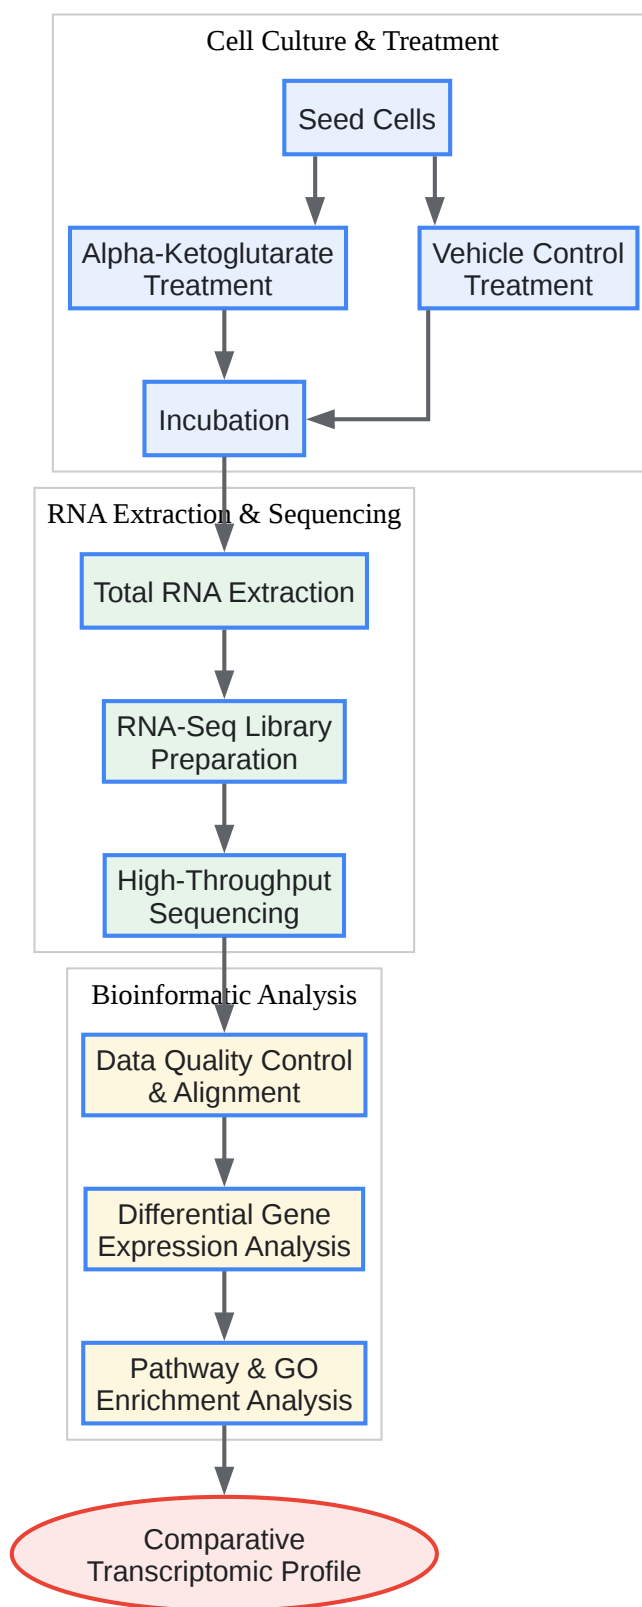 Cell Culture & Treatment
Seed Cells
Alpha-Ketoglutarate
Treatment
Vehicle Control
Treatment
Incubation
RNA Extraction & Sequencing
Total RNA Extraction
RNA-Seq Library
Preparation
High-Throughput
Sequencing
Bioinformatic Analysis
Data Quality Control
& Alignment
Differential Gene
Expression Analysis
Pathway & GO
Enrichment Analysis
Comparative
Transcriptomic Profile